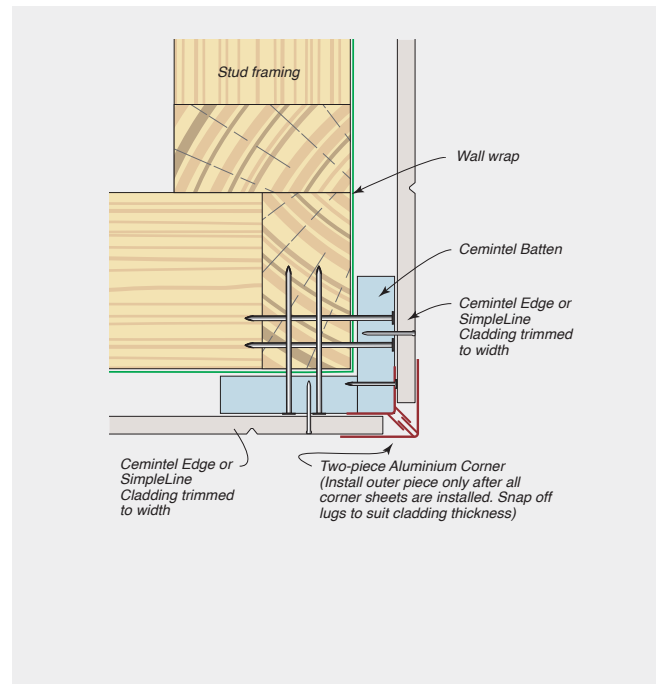 Stud framing
Wall wrap
Cemintel Batten
Cemintel Edge or
SimpleLine
Cladding trimmed
to width
Cemintel Edge or
SimpleLine
Cladding trimmed
to width
Two-piece Aluminium Corner
(Install outer piece only after all
corner sheets are installed. Snap off
lugs to suit cladding thickness)